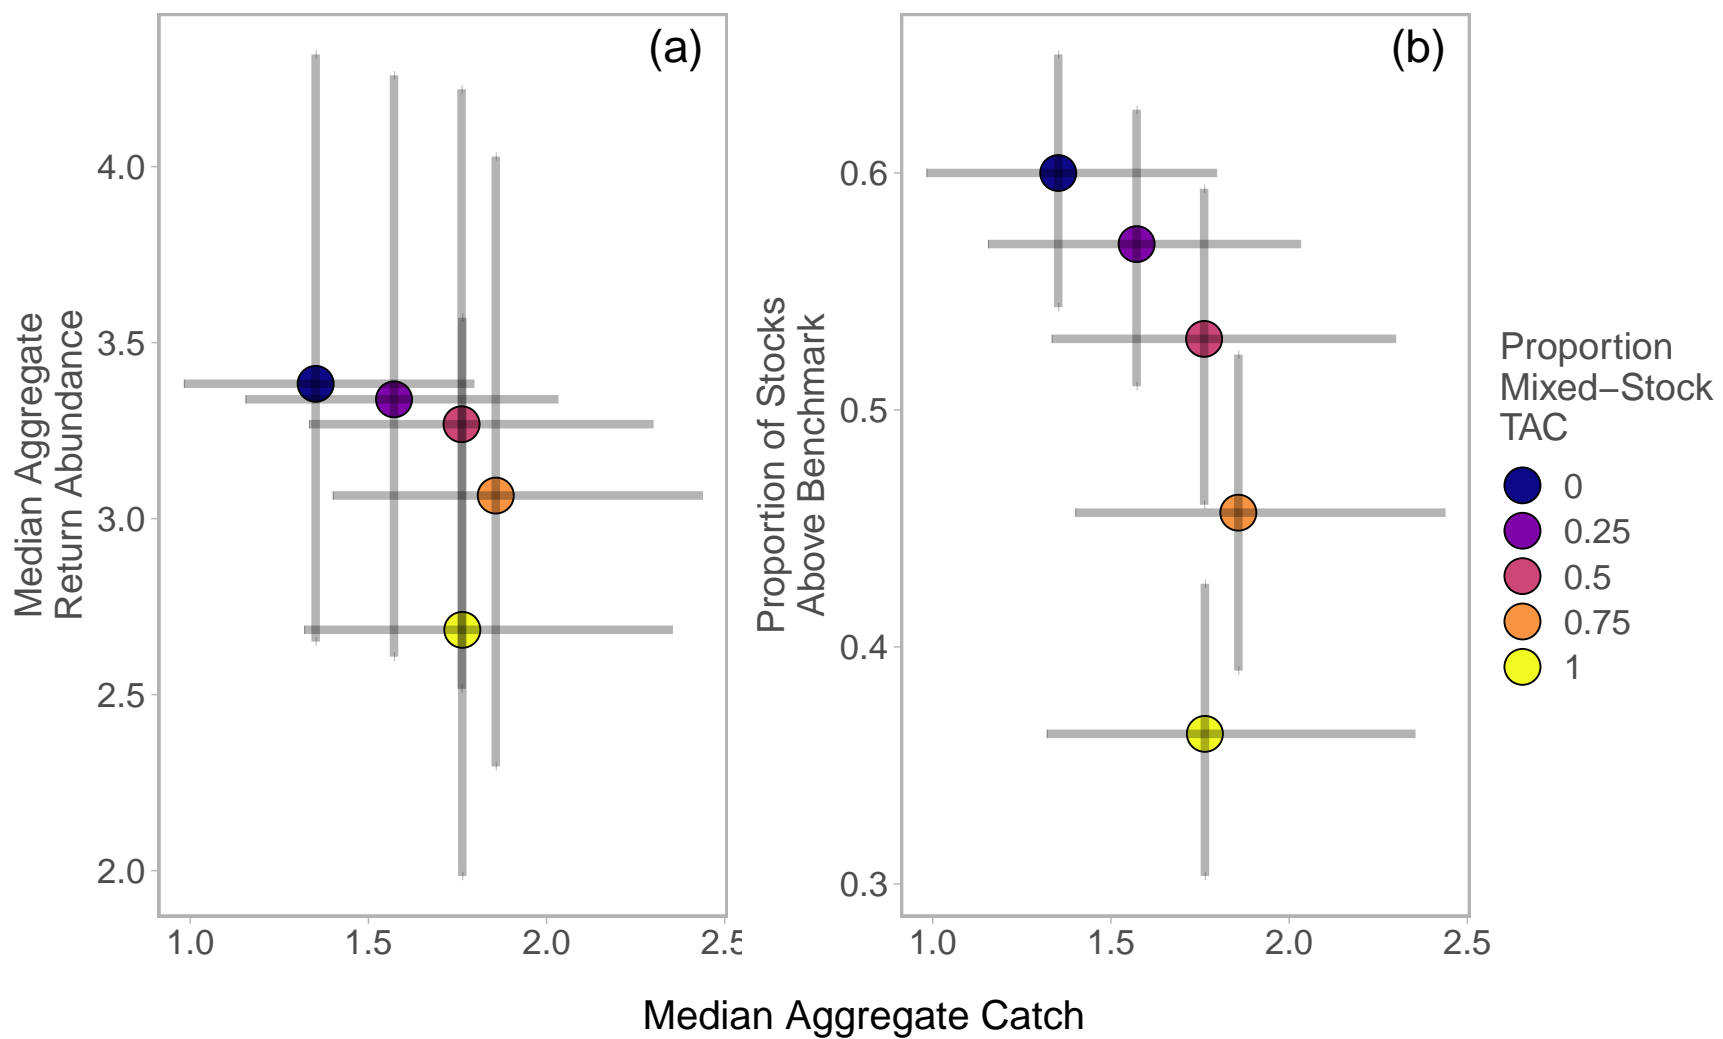 (a)
Median Aggregate
Return Abundance
4.0
3.5
3.0
2.5
2.0
1.0
1.5
2.0
2.5
(b)
Proportion of Stocks
Above Benchmark
0.6
0.5
0.4
0.3
1.0
1.5
2.0
2.5
Median Aggregate Catch
Proportion
Mixed−Stock
TAC
0
0.25
0.5
0.75
1